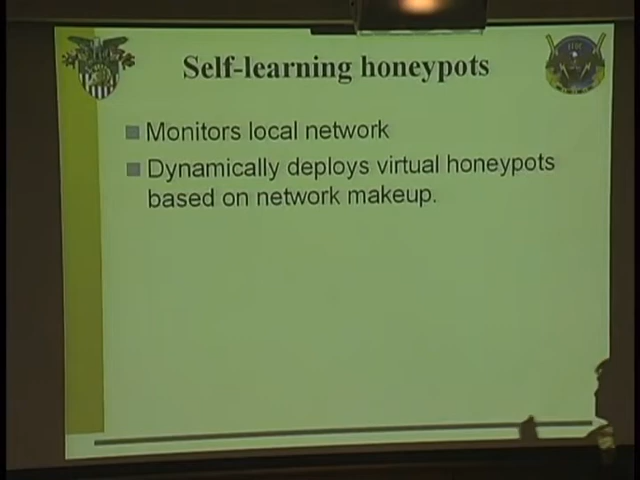 Self-learning honeypots
Monitors local network
Dynamically deploys virtual honeypots
based on network makeup.